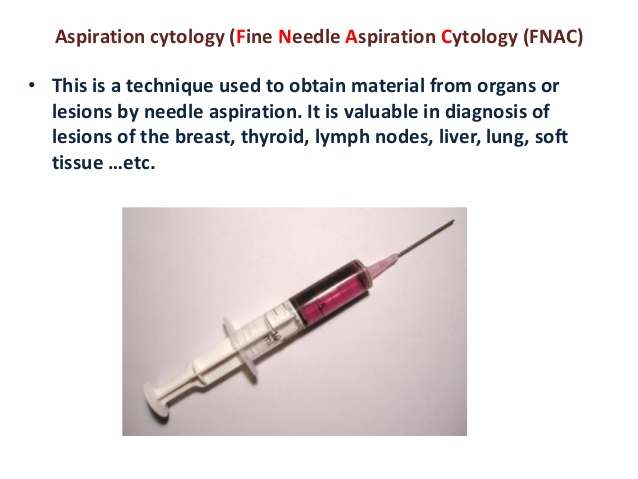 Aspiration cytology (Fine Needle Aspiration Cytology (FNAC)
• This is a technique used to obtain material from organs or
lesions by needle aspiration. It is valuable in diagnosis of
lesions of the breast, thyroid, lymph nodes, liver, lung, soft
tissue …etc.